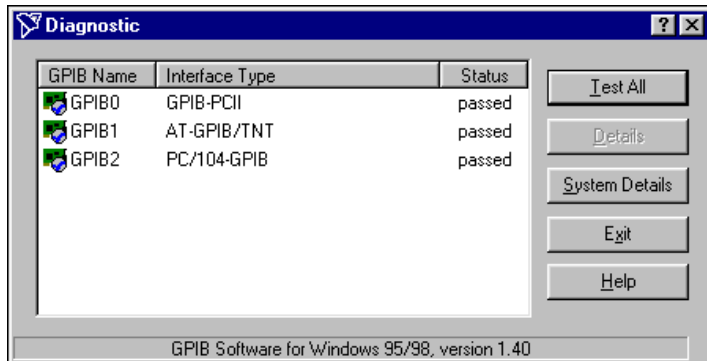 Diagnostic
GPIB Name Interface Type Status
GPIB0 GPIB-PCII passed
GPIB1 AT-GPIB/TNT passed
GPIB2 PC/104-GPIB passed
Test All
Details
System Details
Exit
Help
GPIB Software for Windows 95/98, version 1.40